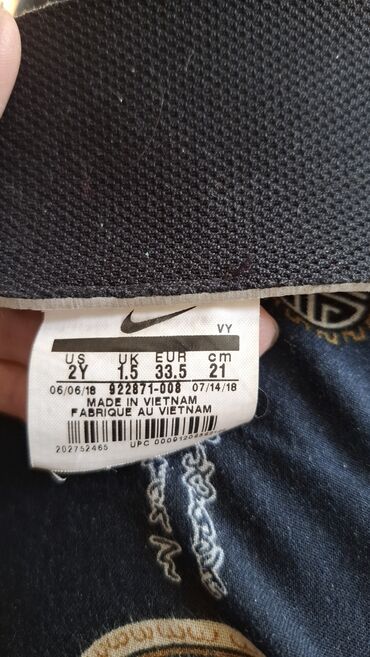 VY
US UK EUR cm
2Y 1.5 33.5 21
06/06/18 922871-008 07/14/18
MADE IN VIETNAM
FABRIQUE AU VIETNAM
202752465 UPC